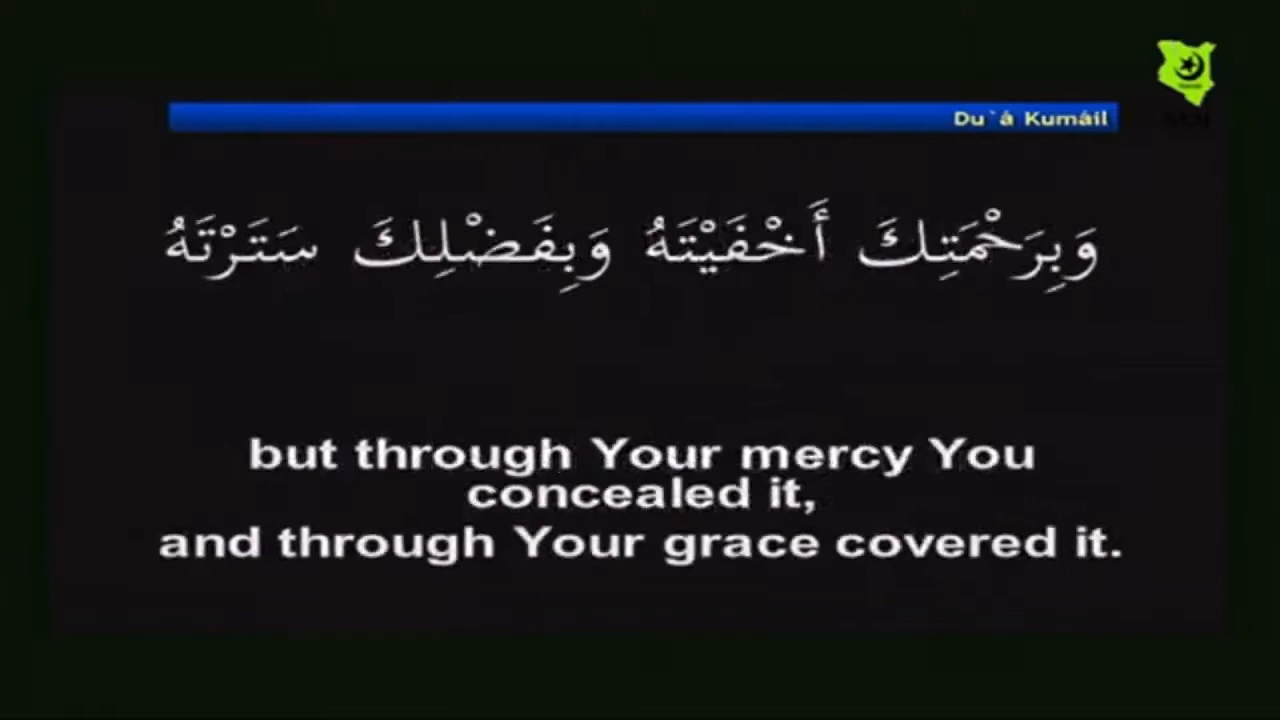 Du`á Kumáil
وَبِرَحْمَتِكَ أَخْفَيْتَهُ وَبِفَضْلِكَ سَتَرْتَهُ
but through Your mercy You
concealed it,
and through Your grace covered it.